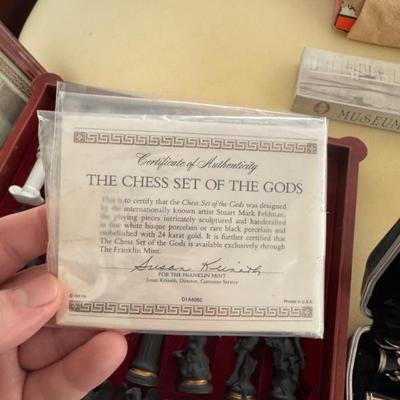 Certificate of Authenticity
THE CHESS SET OF THE GODS
This is to certify that the Chess Set of the Gods was designed
by the internationally known artist Stuart Mark Feldman,
the playing pieces intricately sculptured and handcrafted
in fine white bisque porcelain or rare black porcelain and
embellished with 24 karat gold. It is further certified that
The Chess Set of the Gods is available exclusively through
The Franklin Mint.
Susan Keinath
FOR THE FRANKLIN MINT
Susan Keinath, Director, Customer Service
D1A4082
Printed in U.S.A.
MUSEUM